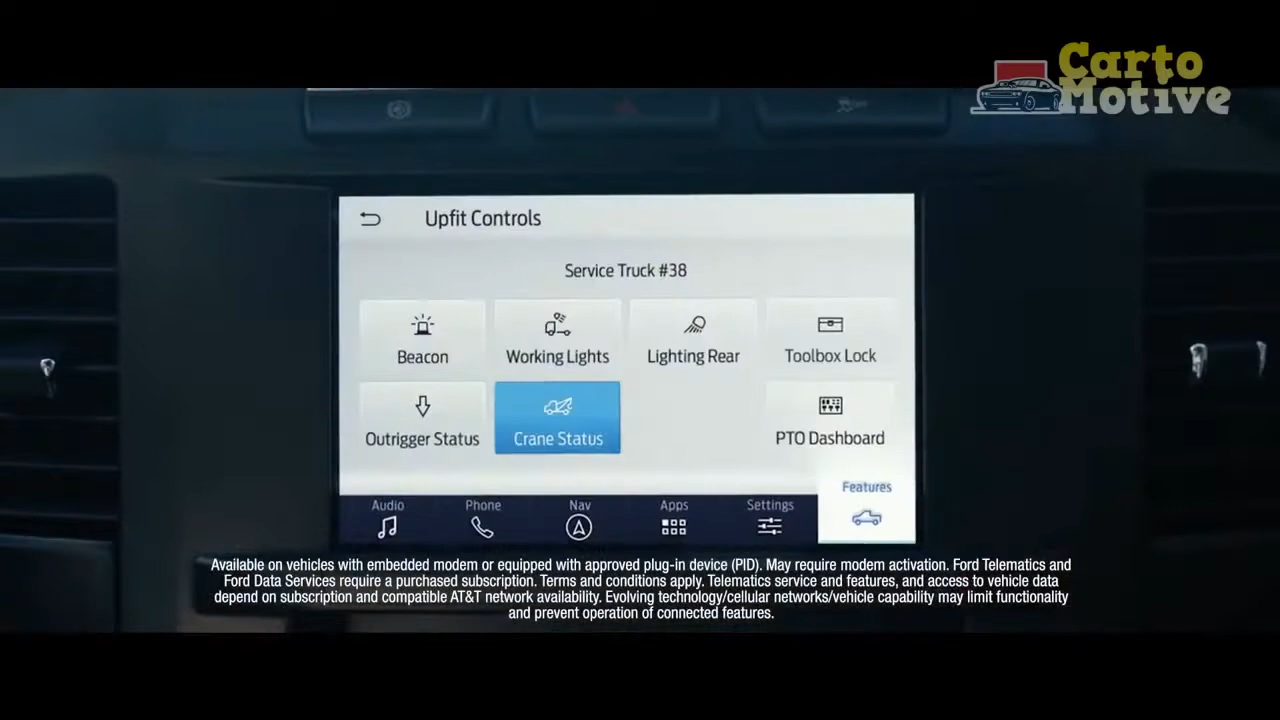 Carto
Motive
Upfit Controls
Service Truck #38
Beacon
Working Lights
Lighting Rear
Toolbox Lock
Outrigger Status
Crane Status
PTO Dashboard
Features
Audio
Phone
Nav
Apps
Settings
Available on vehicles with embedded modem or equipped with approved plug-in device (PID). May require modem activation. Ford Telematics and
Ford Data Services require a purchased subscription. Terms and conditions apply. Telematics service and features, and access to vehicle data
depend on subscription and compatible AT&T network availability. Evolving technology/cellular networks/vehicle capability may limit functionality
and prevent operation of connected features.